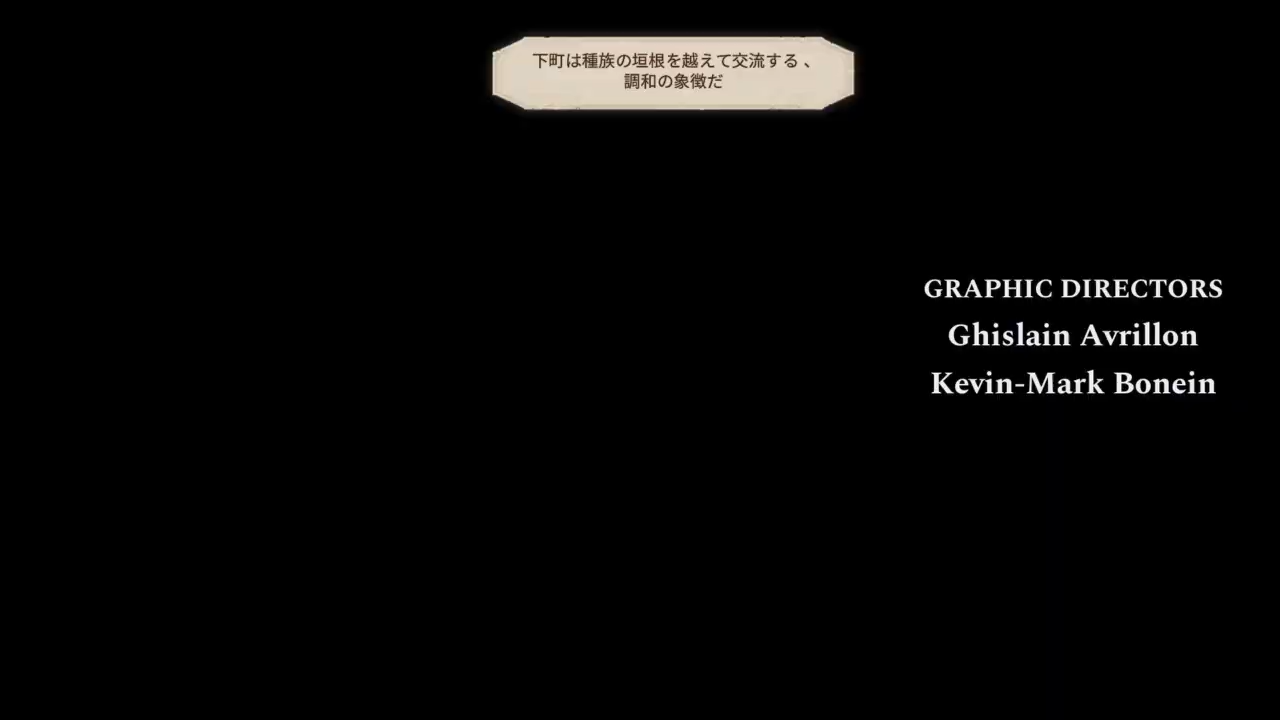 下町は種族の垣根を越えて交流する 、
調和の象徴だ
GRAPHIC DIRECTORS
Ghislain Avrillon
Kevin-Mark Bonein